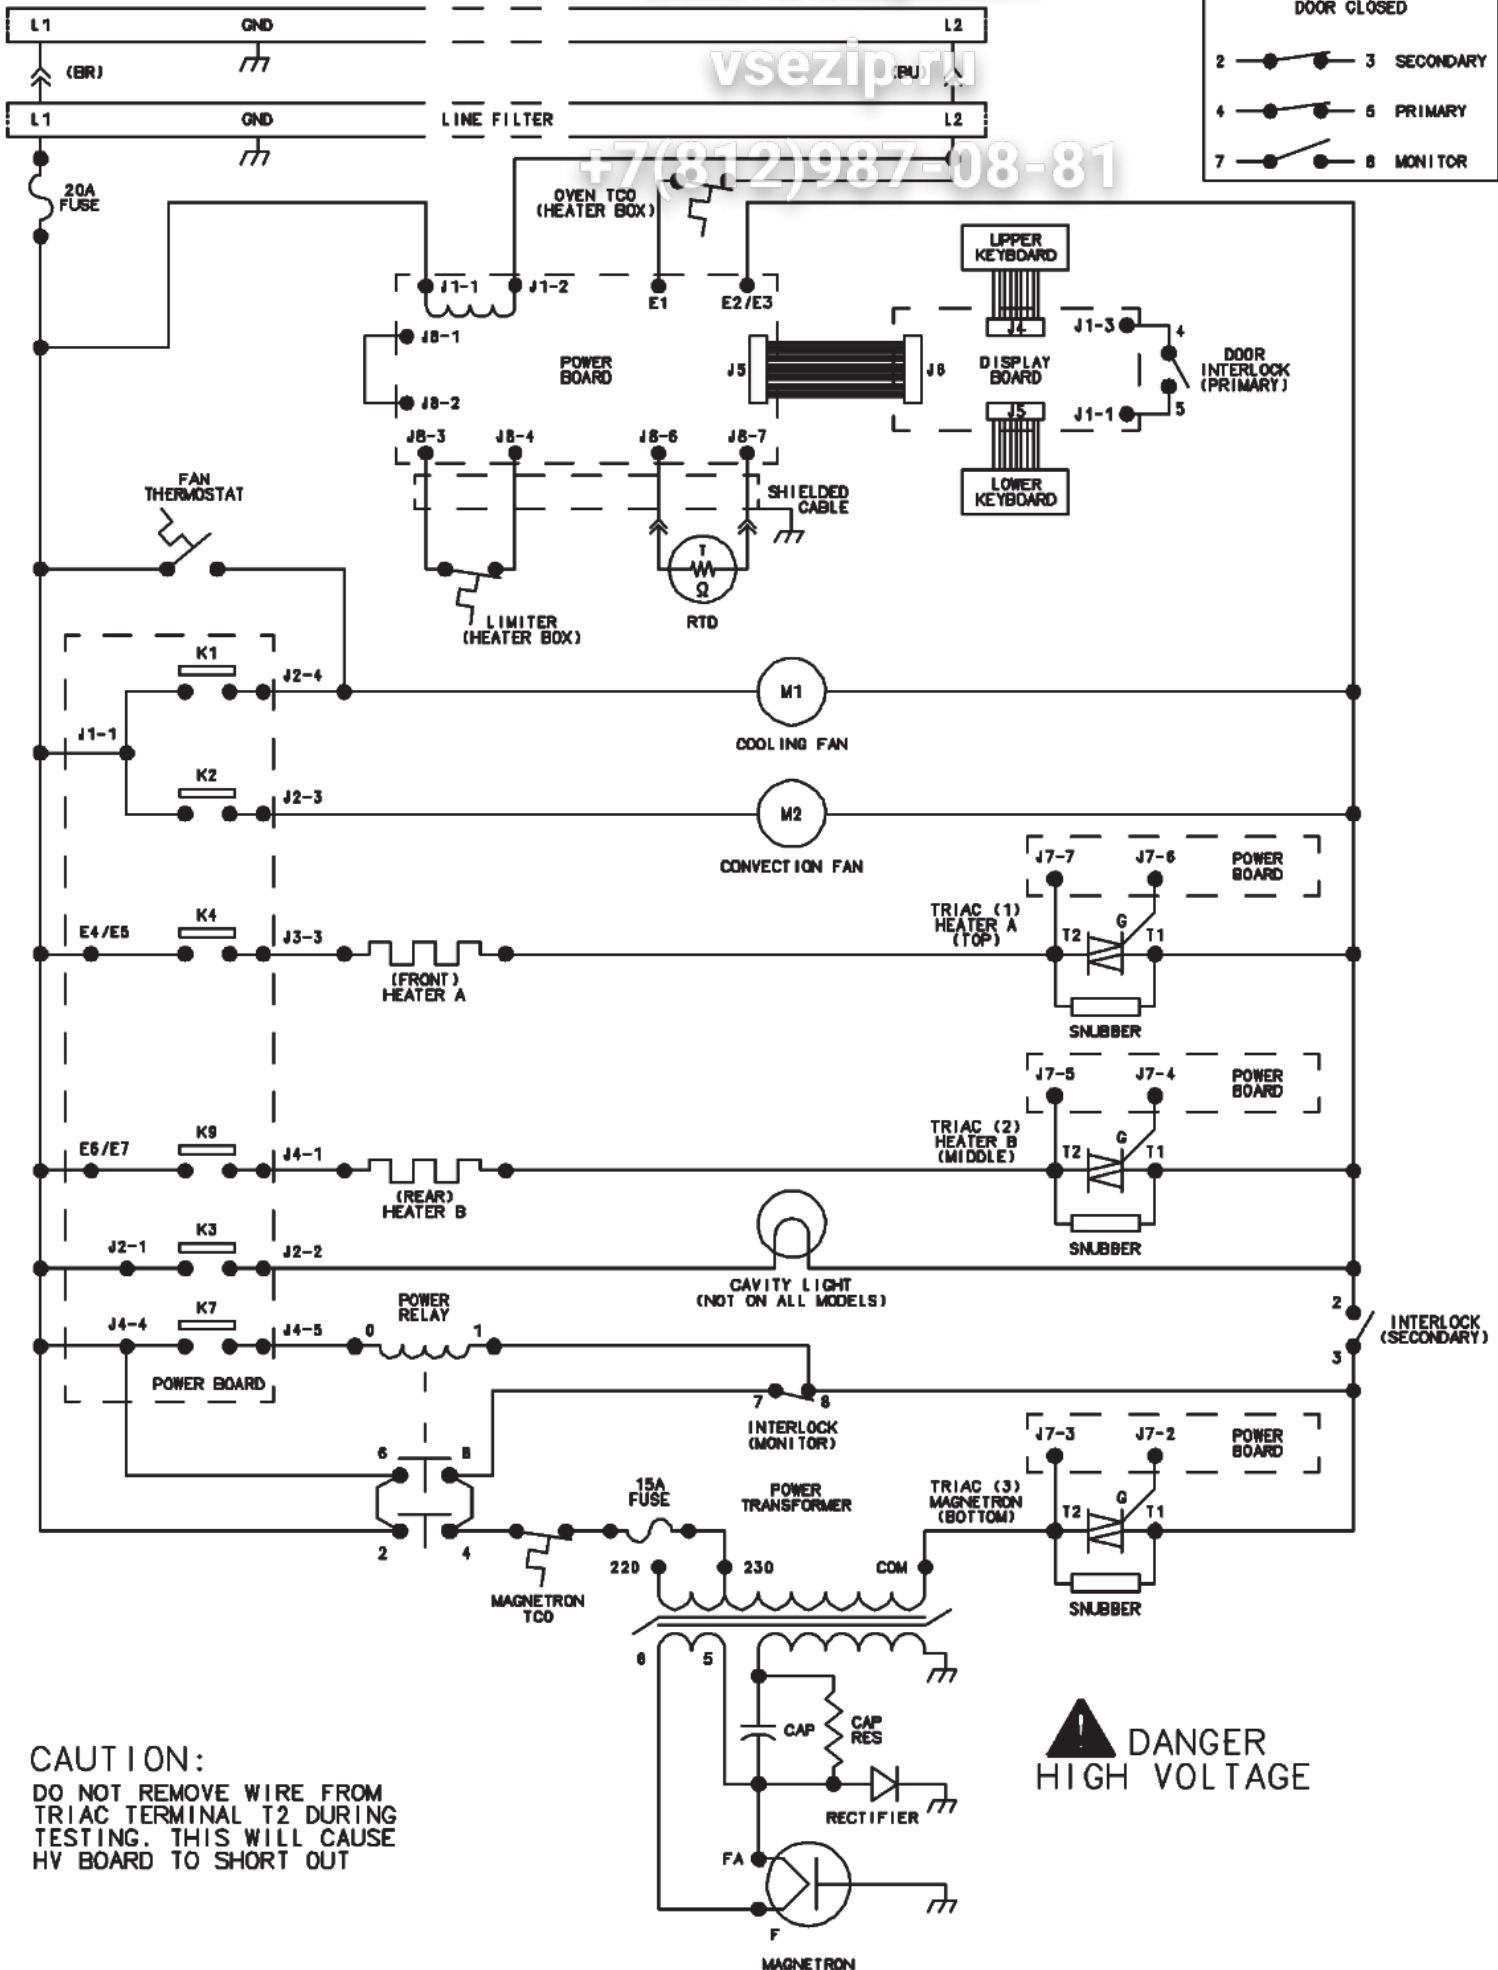 DOOR CLOSED
L1
GND
L2
2
3 SECONDARY
(BR)
vsezip.ru
(BU)
4
5 PRIMARY
L1
GND
LINE FILTER
L2
7
8 MONITOR
+7(812)987-08-81
20A
FUSE
OVEN TCO
(HEATER BOX)
UPPER
KEYBOARD
J1-1
J1-2
E1
E2/E3
J8-1
J4
J1-3
4
POWER
BOARD
J5
J6
DISPLAY
BOARD
DOOR
INTERLOCK
(PRIMARY)
J8-2
J5
J1-1
5
J8-3
J8-4
J8-6
J8-7
FAN
THERMOSTAT
SHIELDED
CABLE
LOWER
KEYBOARD
T
Ω
RTD
LIMITER
(HEATER BOX)
K1
J2-4
M1
J1-1
COOLING FAN
K2
J2-3
M2
CONVECTION FAN
J7-7
J7-6
POWER
BOARD
TRIAC (1)
HEATER A
(TOP)
K4
E4/E5
J3-3
T2
G
T1
(FRONT)
HEATER A
SNUBBER
J7-5
J7-4
POWER
BOARD
TRIAC (2)
HEATER B
(MIDDLE)
K9
E6/E7
J4-1
T2
G
T1
(REAR)
HEATER B
SNUBBER
K3
J2-1
J2-2
CAVITY LIGHT
(NOT ON ALL MODELS)
POWER
RELAY
K7
J4-4
J4-5
0
1
2
3
INTERLOCK
(SECONDARY)
POWER BOARD
7
8
INTERLOCK
(MONITOR)
J7-3
J7-2
POWER
BOARD
6
8
15A
FUSE
POWER
TRANSFORMER
TRIAC (3)
MAGNETRON
(BOTTOM)
T2
G
T1
2
4
220
230
COM
MAGNETRON
TCO
SNUBBER
6
5
CAP
CAP
RES
RECTIFIER
CAUTION:
DO NOT REMOVE WIRE FROM
TRIAC TERMINAL T2 DURING
TESTING. THIS WILL CAUSE
HV BOARD TO SHORT OUT
! DANGER
HIGH VOLTAGE
FA
F
MAGNETRON